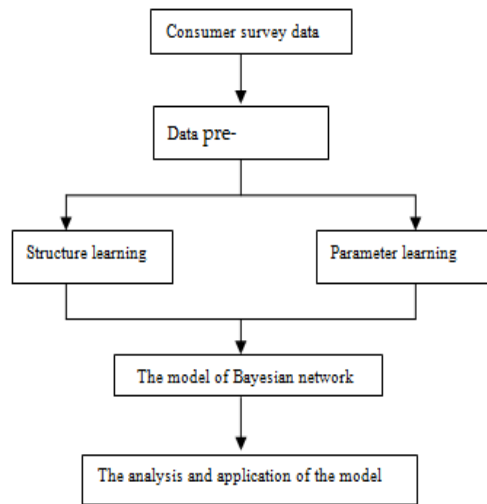 Consumer survey data
Data pre-
Structure learning
Parameter learning
The model of Bayesian network
The analysis and application of the model